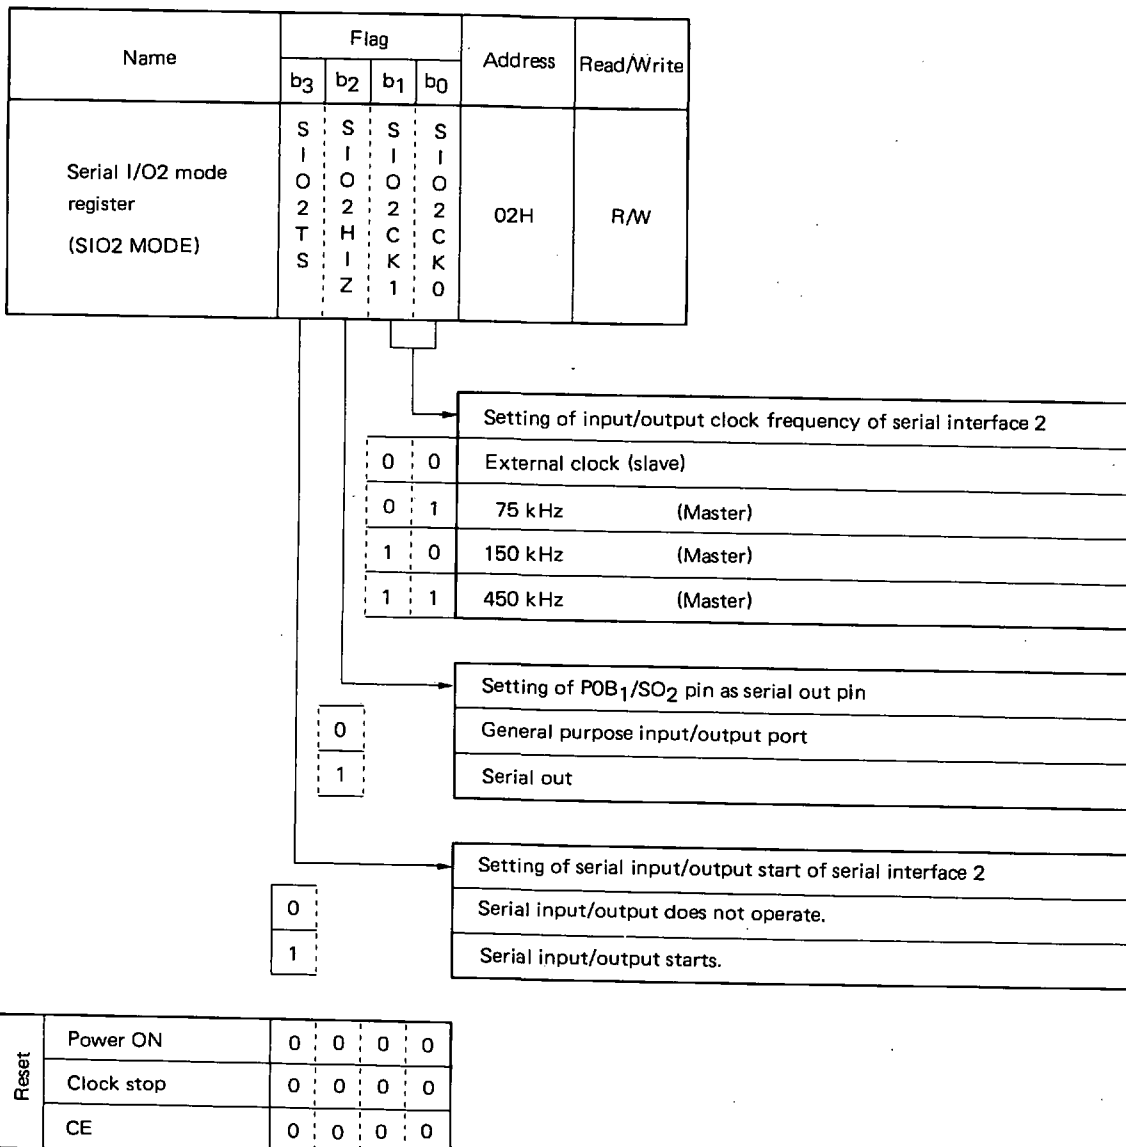 Name Flag Address Read/Write
b3 b2 b1 b0
Serial I/O2 mode register (SIO2 MODE) SIO2TS SIO2HIZ SIO2CK1 SIO2CK0 02H R/W
Setting of input/output clock frequency of serial interface 2
0 0 External clock (slave)
0 1 75 kHz (Master)
1 0 150 kHz (Master)
1 1 450 kHz (Master)
Setting of P0B1/SO2 pin as serial out pin
0 General purpose input/output port
1 Serial out
Setting of serial input/output start of serial interface 2
0 Serial input/output does not operate.
1 Serial input/output starts.
Reset
Power ON 0 0 0 0
Clock stop 0 0 0 0
CE 0 0 0 0